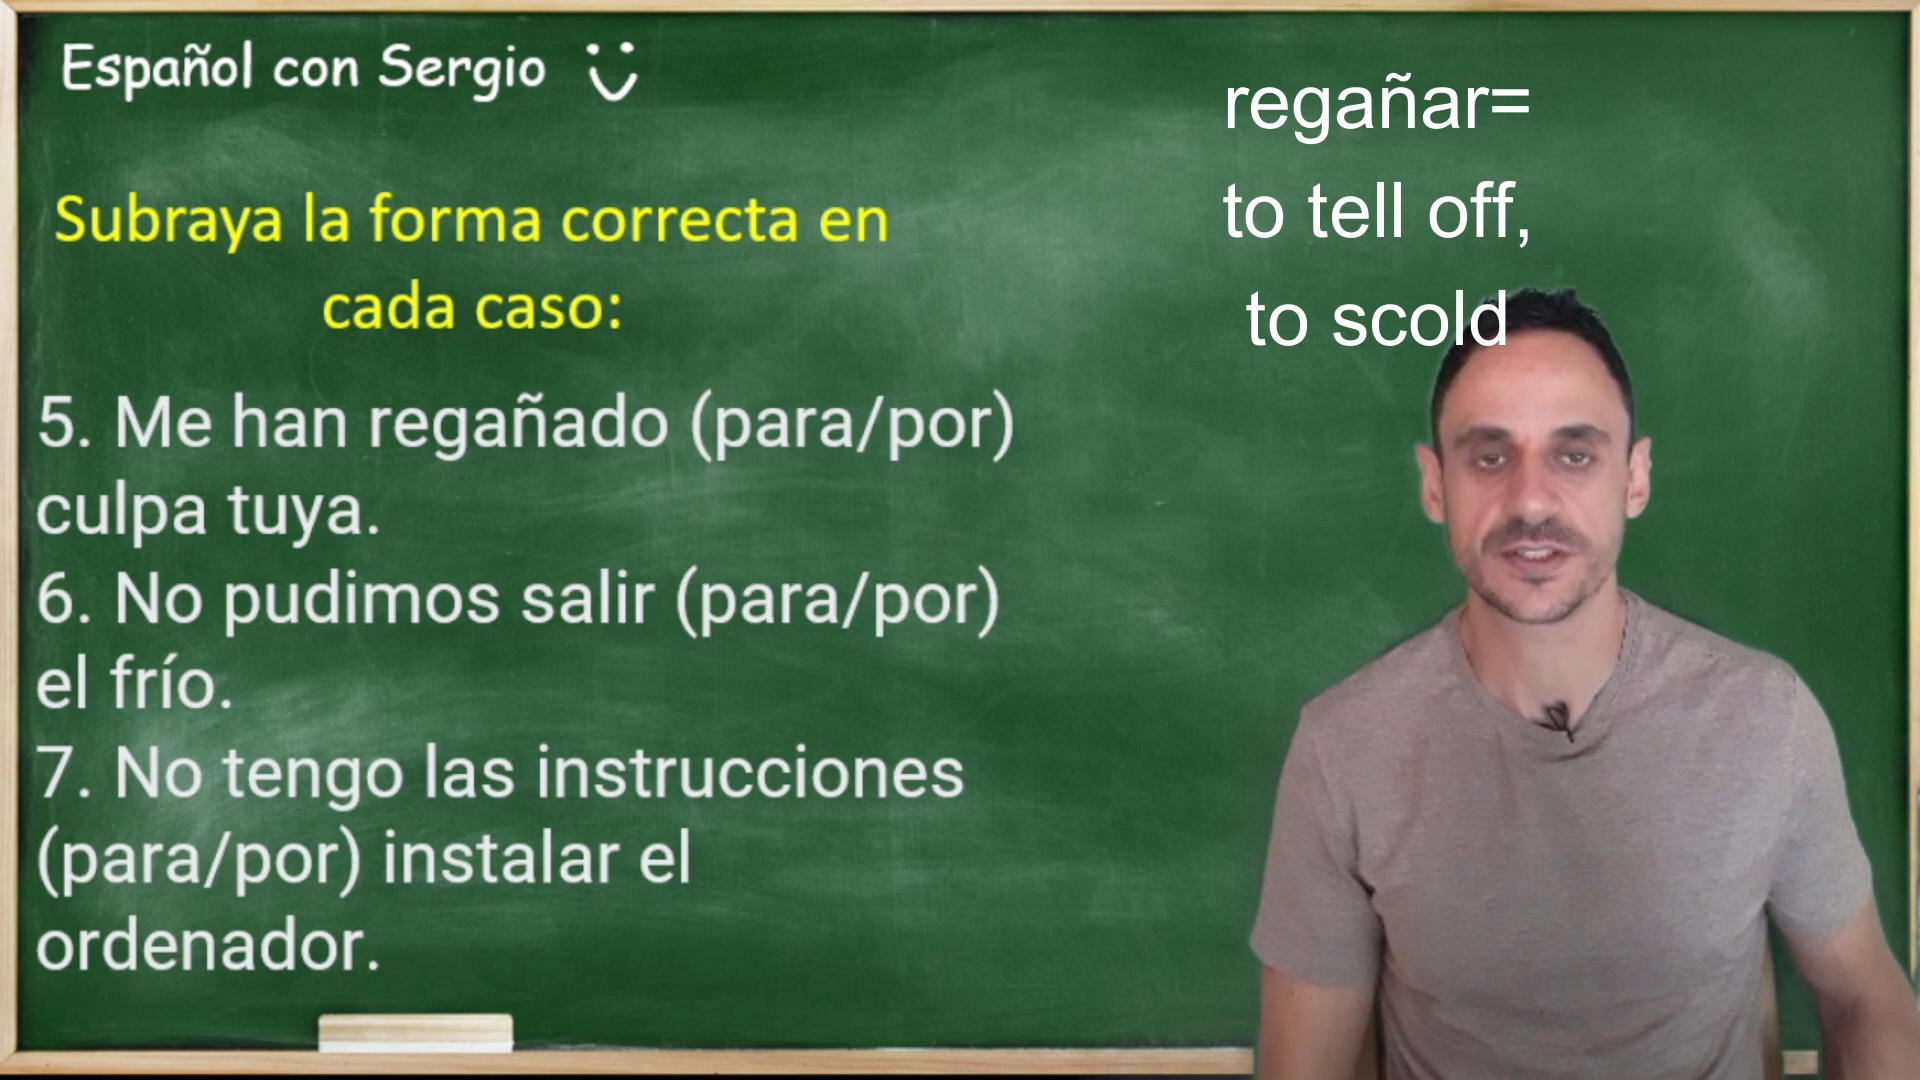 Español con Sergio
regañar=
to tell off,
to scold
Subraya la forma correcta en
cada caso:
5. Me han regañado (para/por)
culpa tuya.
6. No pudimos salir (para/por)
el frío.
7. No tengo las instrucciones
(para/por) instalar el
ordenador.